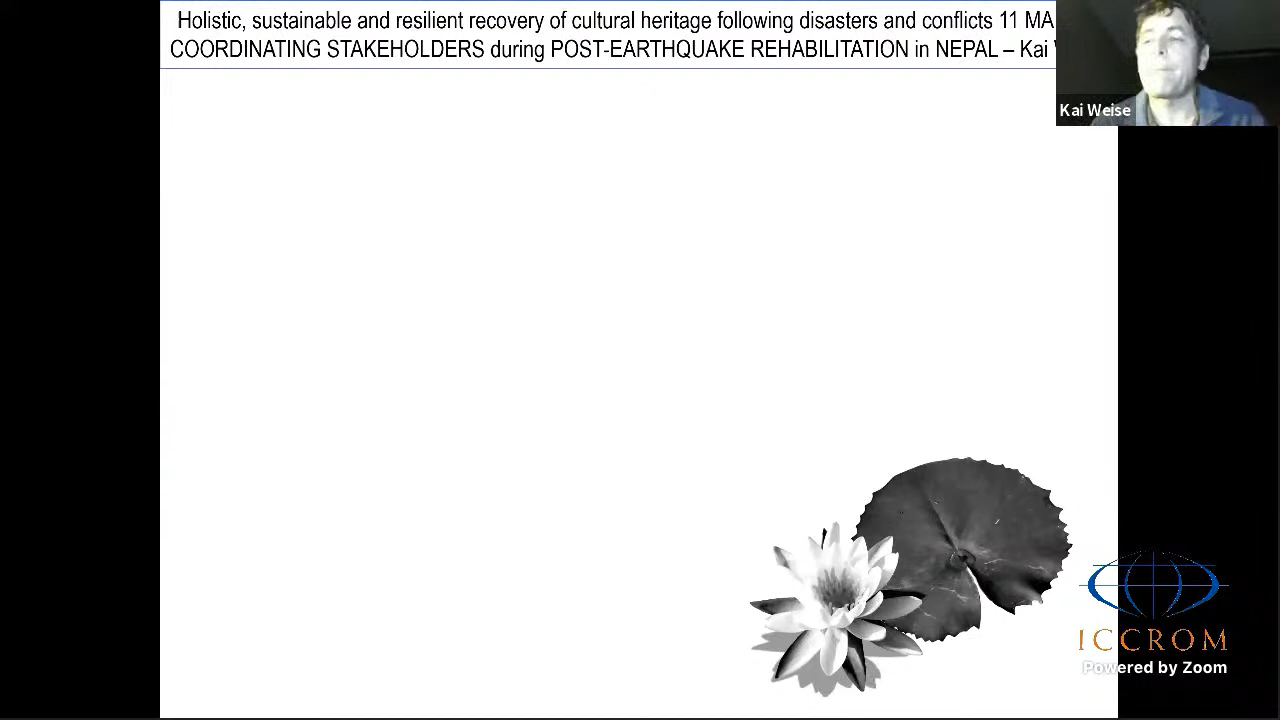 Holistic, sustainable and resilient recovery of cultural heritage following disasters and conflicts 11 MA
COORDINATING STAKEHOLDERS during POST-EARTHQUAKE REHABILITATION in NEPAL – Kai
Kai Weise
ICCROM
Powered by Zoom